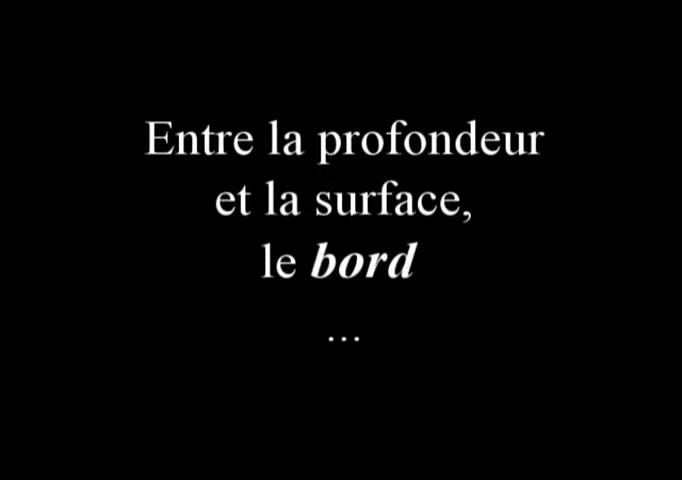 Entre la profondeur
et la surface,
le bord
...